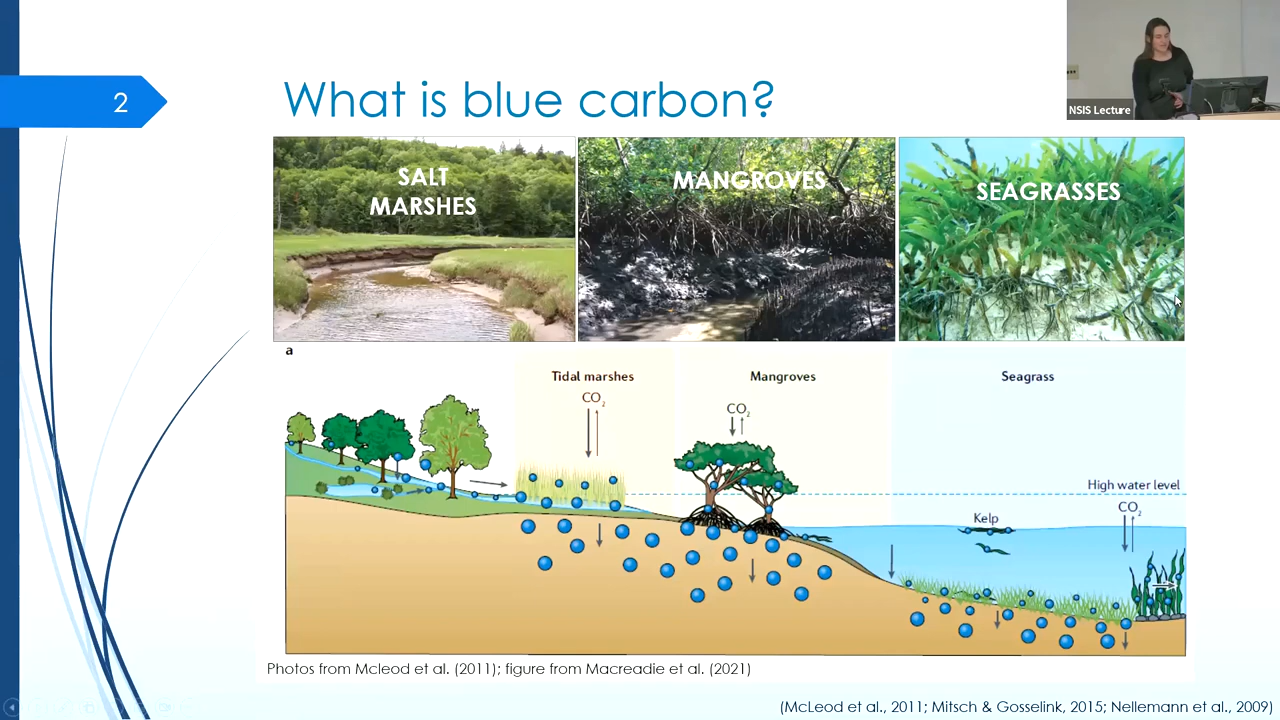 2
What is blue carbon?
NSIS Lecture
SALT
MARSHES
MANGROVES
SEAGRASSES
a
Tidal marshes
Mangroves
Seagrass
CO₂
CO₂
High water level
CO₂
Kelp
Photos from Mcleod et al. (2011); figure from Macreadie et al. (2021)
(McLeod et al., 2011; Mitsch & Gosselink, 2015; Nellemann et al., 2009)